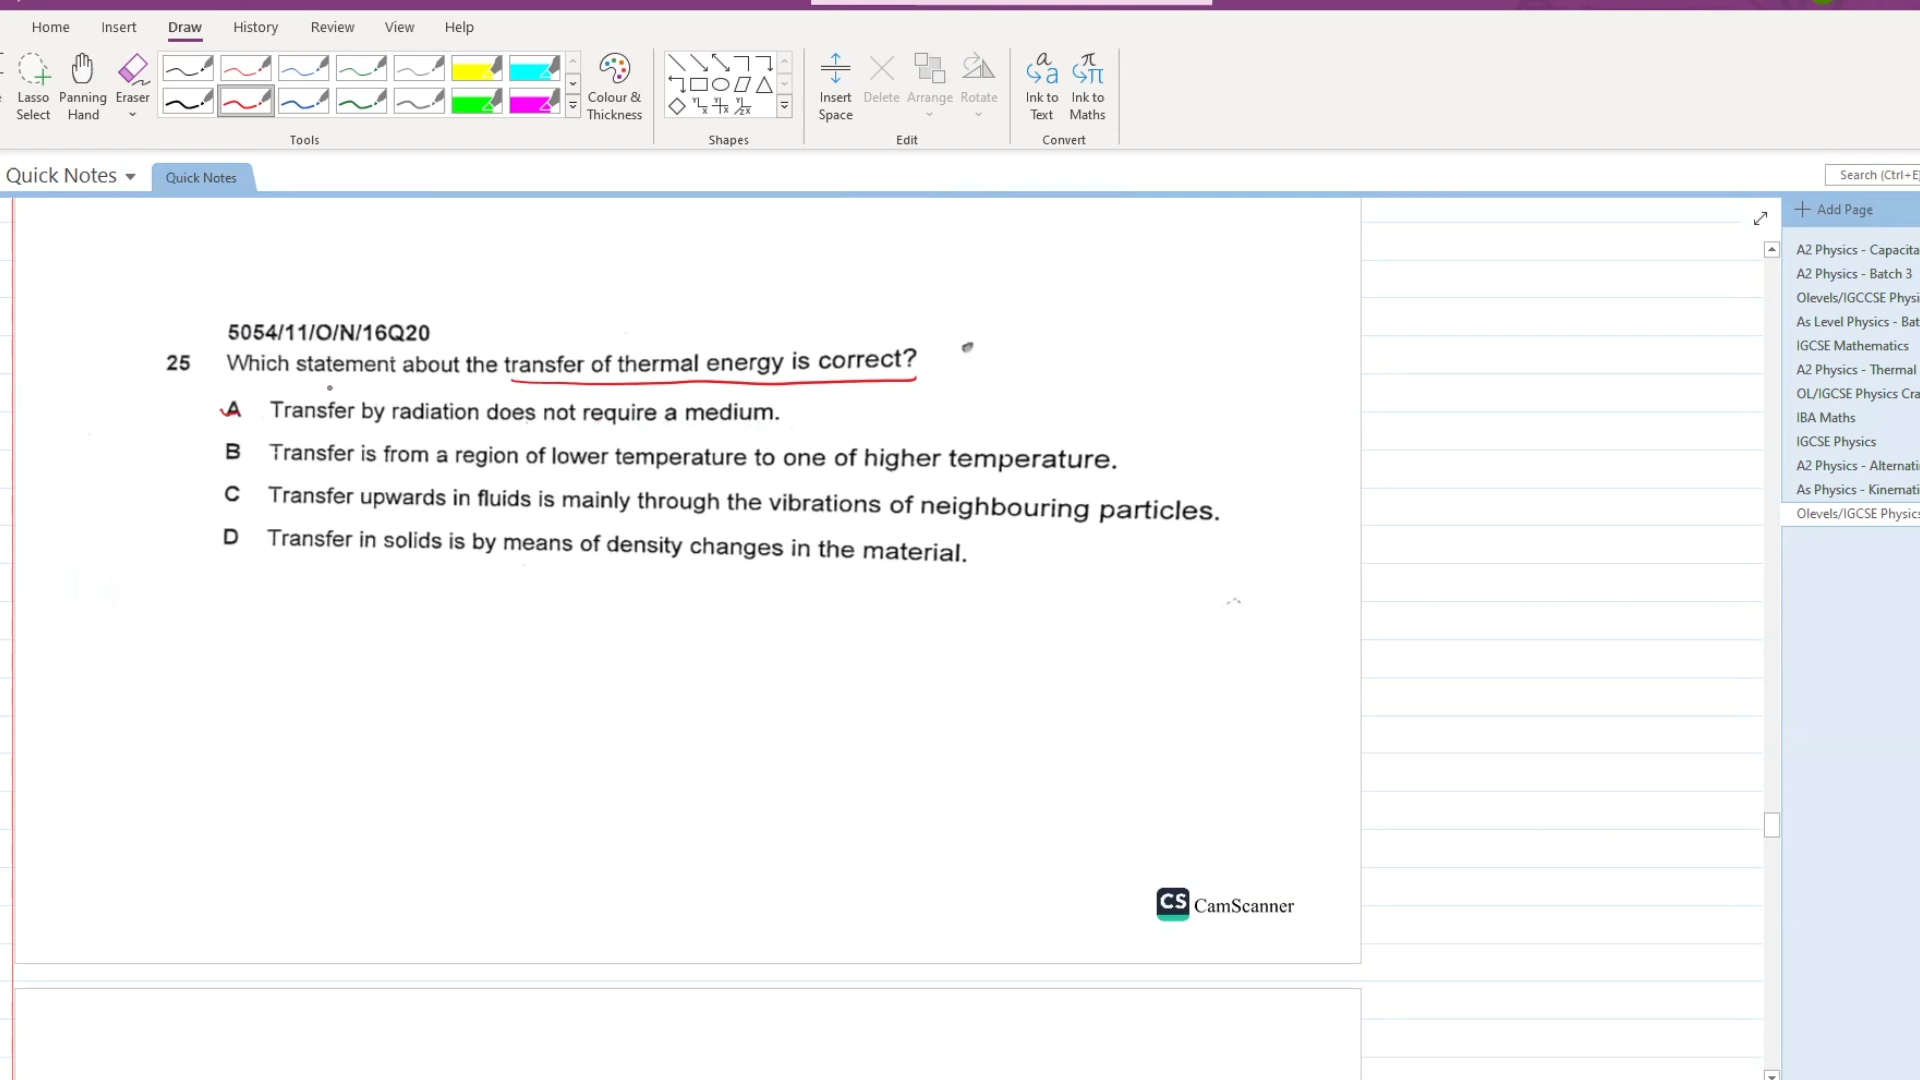 Home Insert Draw History Review View Help
Lasso Select
Panning Hand
Eraser
Colour & Thickness
Insert Space
Delete
Arrange
Rotate
Ink to Text
Ink to Maths
Tools Shapes Edit Convert
Quick Notes
Quick Notes
Search (Ctrl+E
Add Page
A2 Physics - Capacita
A2 Physics - Batch 3
Olevels/IGCCSE Physi
As Level Physics - Bat
IGCSE Mathematics
A2 Physics - Thermal
OL/IGCSE Physics Cra
IBA Maths
IGCSE Physics
A2 Physics - Alternati
As Physics - Kinemati
Olevels/IGCSE Physics
5054/11/O/N/16Q20
25 Which statement about the transfer of thermal energy is correct?
A Transfer by radiation does not require a medium.
B Transfer is from a region of lower temperature to one of higher temperature.
C Transfer upwards in fluids is mainly through the vibrations of neighbouring particles.
D Transfer in solids is by means of density changes in the material.
CS CamScanner